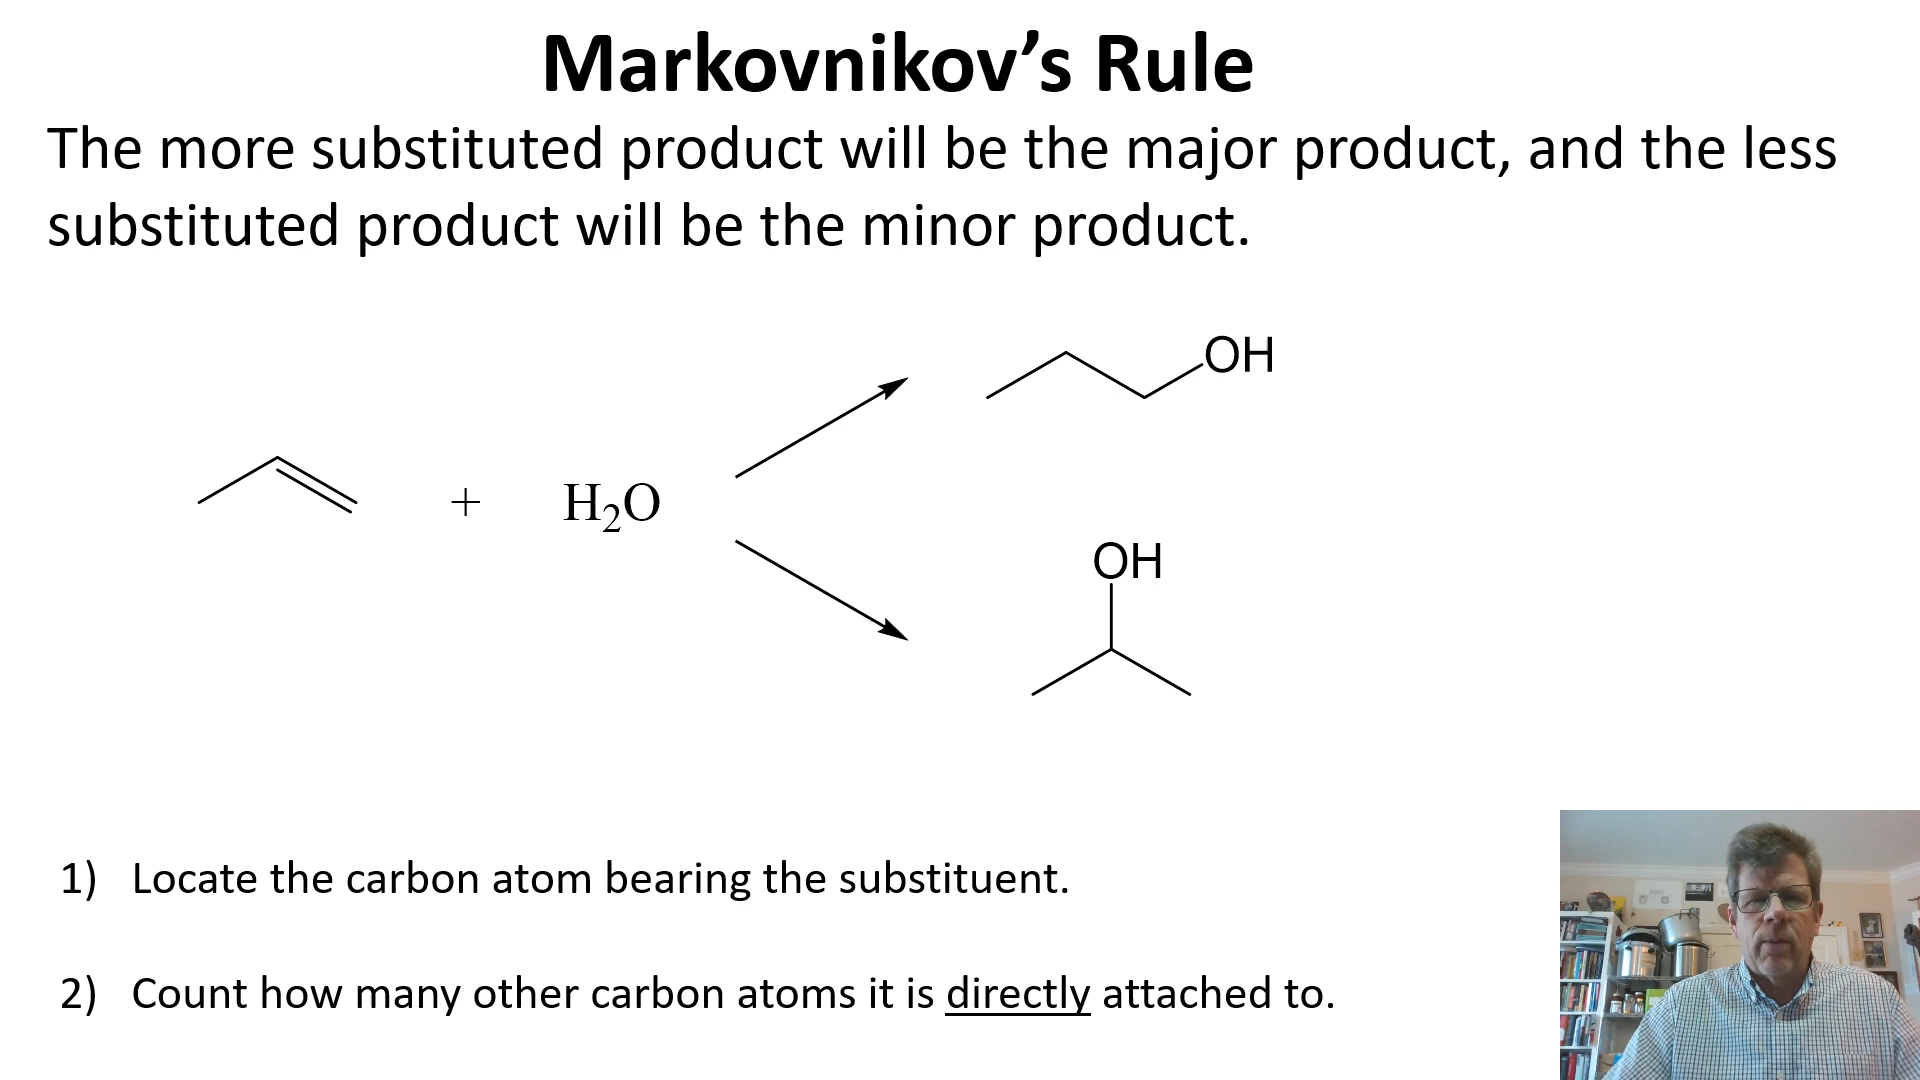 Markovnikov’s Rule
The more substituted product will be the major product, and the less
substituted product will be the minor product.
OH
+ H₂O
OH
1) Locate the carbon atom bearing the substituent.
2) Count how many other carbon atoms it is directly attached to.